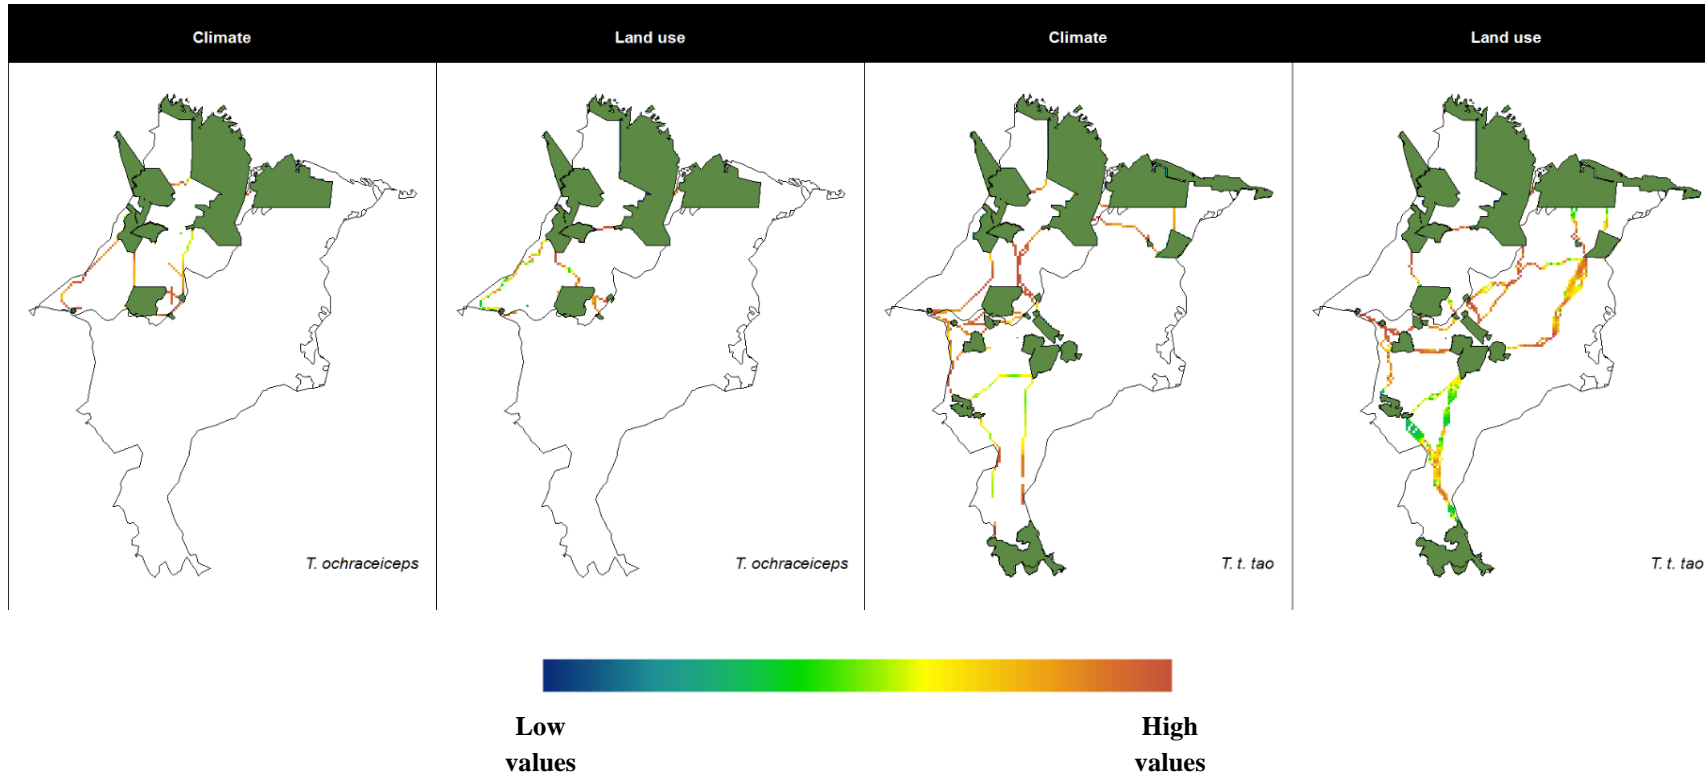 Climate
Land use
Climate
Land use
T. ochraceiceps
T. ochraceiceps
T. t. tao
T. t. tao
Low
values
High
values